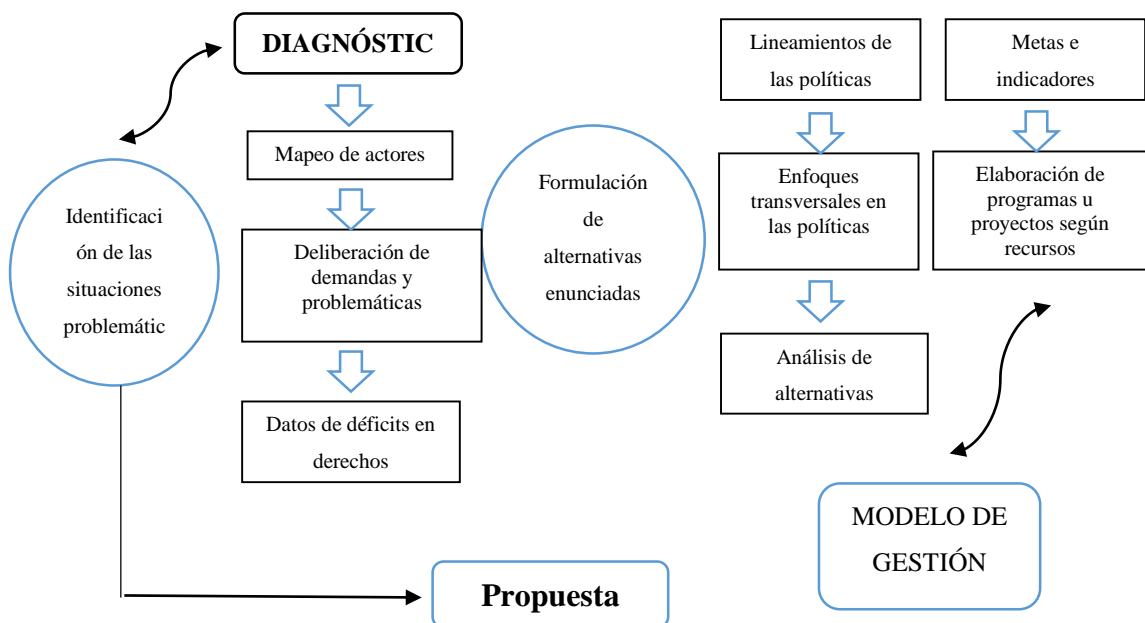 DIAGNÓSTIC
Mapeo de actores
Identificaci
ón de las
situaciones
problemátic
Deliberación de
demandas y
problemáticas
Datos de déficits en
derechos
Formulación
de
alternativas
enunciadas
Lineamientos de
las políticas
Enfoques
transversales en
las políticas
Análisis de
alternativas
Metas e
indicadores
Elaboración de
programas u
proyectos según
recursos
MODELO DE
GESTIÓN
Propuesta